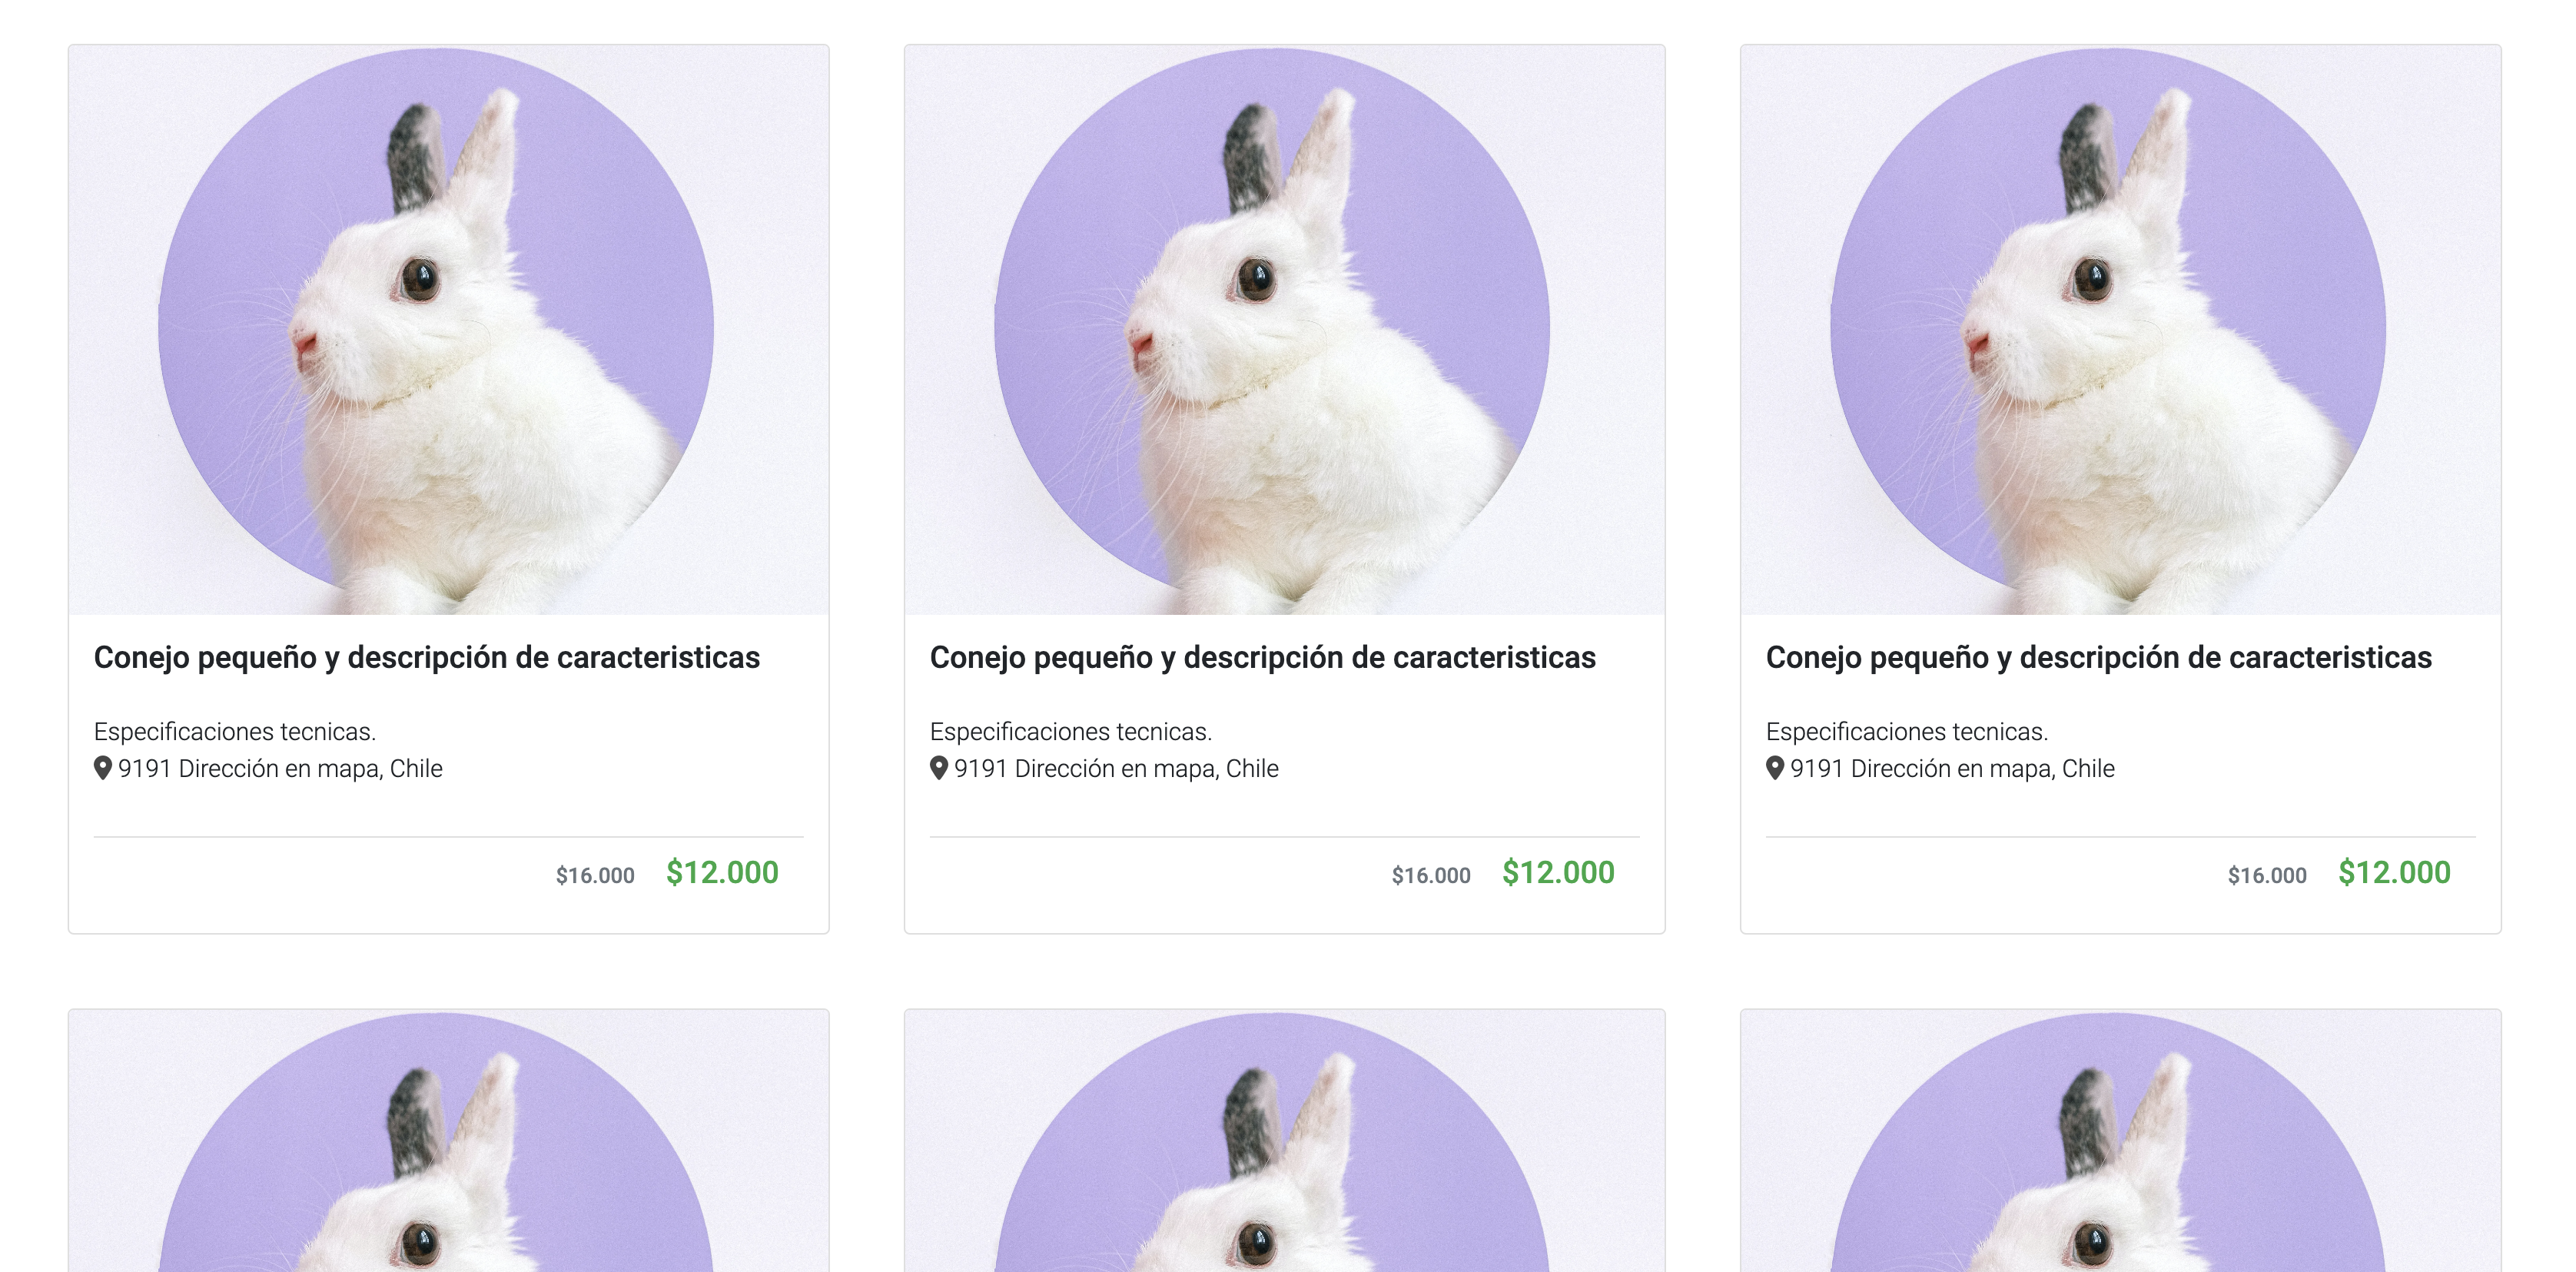 Conejo pequeño y descripción de caracteristicas
Especificaciones tecnicas.
9191 Dirección en mapa, Chile
$16.000 $12.000
Conejo pequeño y descripción de caracteristicas
Especificaciones tecnicas.
9191 Dirección en mapa, Chile
$16.000 $12.000
Conejo pequeño y descripción de caracteristicas
Especificaciones tecnicas.
9191 Dirección en mapa, Chile
$16.000 $12.000